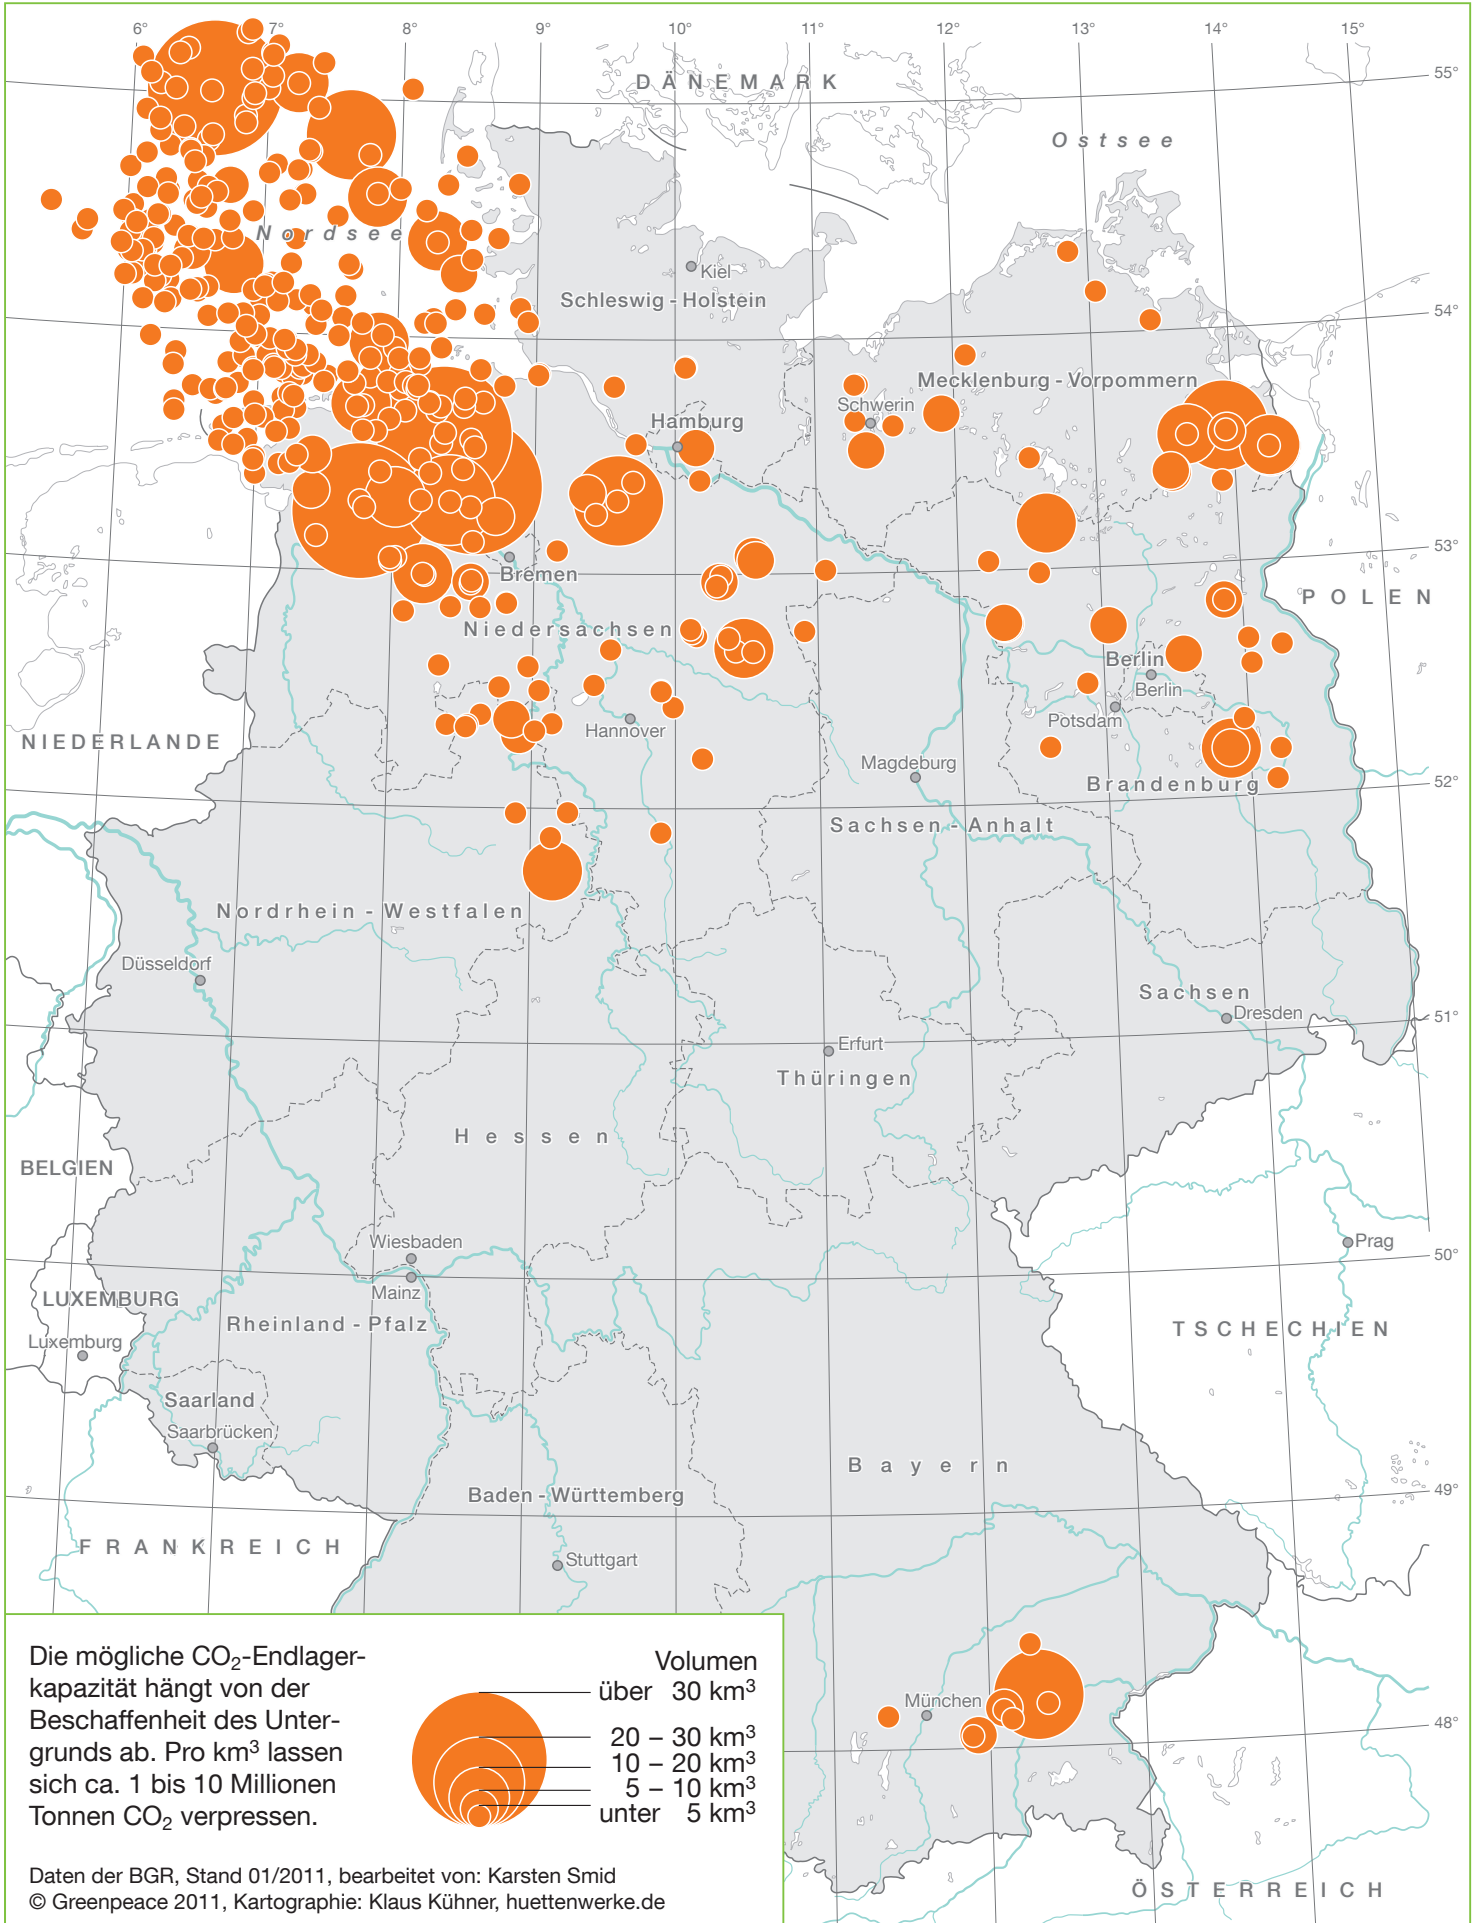 6° 7° 8° 9° 10° 11° 12° 13° 14° 15°
DÄNEMARK
55°
Ostsee
Nordsee
Kiel
Schleswig-Holstein
54°
Mecklenburg-Vorpommern
Schwerin
Hamburg
53°
Bremen
POLEN
Niedersachsen
Berlin
Berlin
Potsdam
Hannover
NIEDERLANDE
Magdeburg
Brandenburg
52°
Sachsen-Anhalt
Nordrhein-Westfalen
Düsseldorf
Sachsen
Dresden
51°
Erfurt
Thüringen
Hessen
BELGIEN
Wiesbaden
Prag
50°
Mainz
LUXEMBURG
Rheinland-Pfalz
TSCHECHIEN
Luxemburg
Saarland
Saarbrücken
Bayern
49°
Baden-Württemberg
FRANKREICH
Stuttgart
München
48°
ÖSTERREICH
Die mögliche CO₂-Endlager-
kapazität hängt von der
Beschaffenheit des Unter-
grunds ab. Pro km³ lassen
sich ca. 1 bis 10 Millionen
Tonnen CO₂ verpressen.
Volumen
über 30 km³
20 – 30 km³
10 – 20 km³
5 – 10 km³
unter 5 km³
Daten der BGR, Stand 01/2011, bearbeitet von: Karsten Smid
© Greenpeace 2011, Kartographie: Klaus Kühner, huettenwerke.de